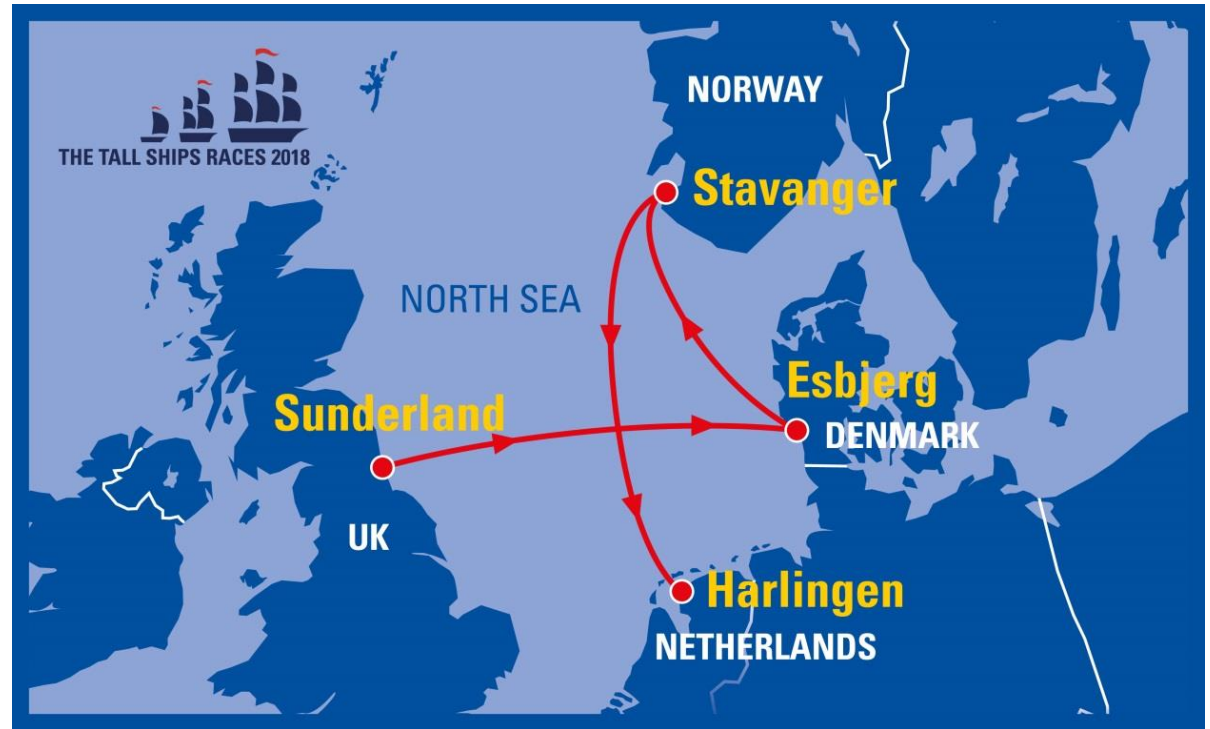 NORWAY
THE TALL SHIPS RACES 2018
Stavanger
NORTH SEA
Esbjerg
Sunderland
DENMARK
UK
Harlingen
NETHERLANDS